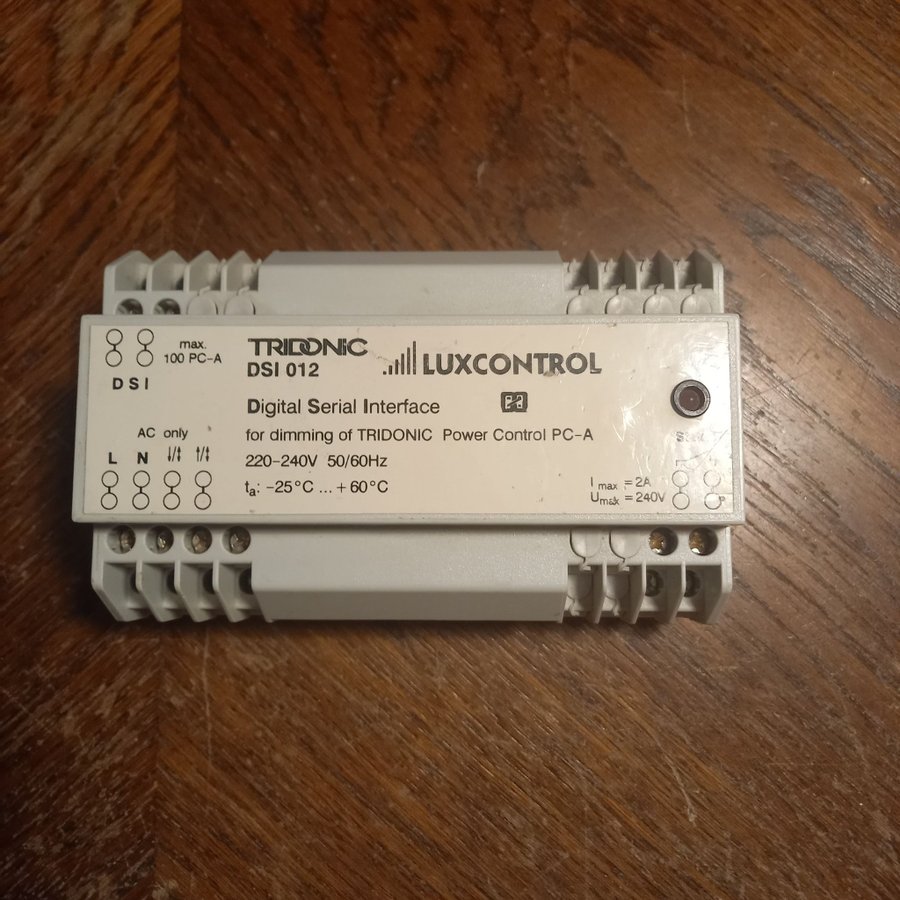 max.
100 PC-A
DSI
TRIDONIC
DSI 012
LUXCONTROL
Digital Serial Interface
AC only
for dimming of TRIDONIC Power Control PC-A
L N ↓/↕ ↑/↕
220-240V 50/60Hz
ta: -25°C ... +60°C
I max = 2A
U max = 240V